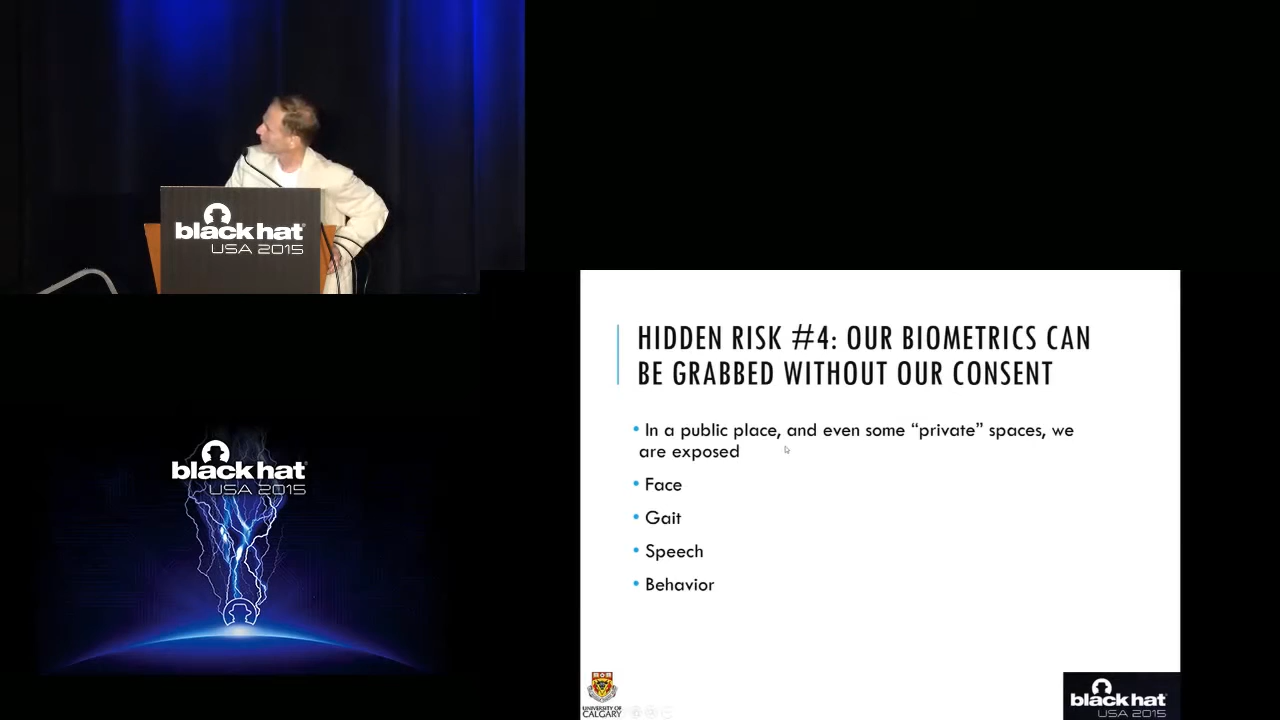 black hat
USA 2015
HIDDEN RISK #4: OUR BIOMETRICS CAN
BE GRABBED WITHOUT OUR CONSENT
• In a public place, and even some “private” spaces, we
are exposed
• Face
• Gait
• Speech
• Behavior
black hat
USA 2015
UNIVERSITY OF
CALGARY
black hat
USA 2015